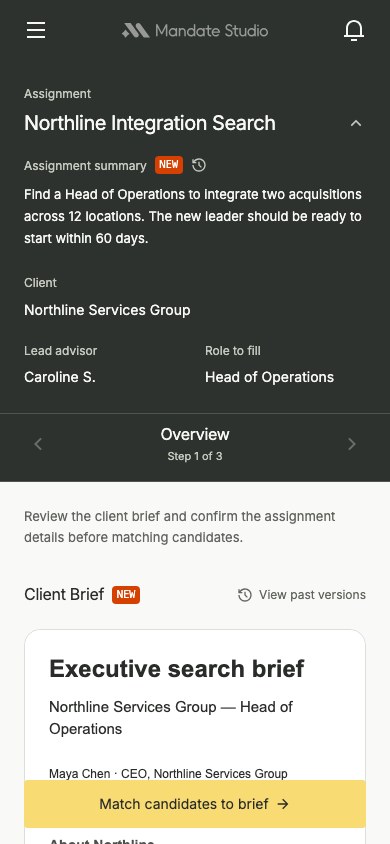 Mandate Studio
Assignment
Northline Integration Search
Assignment summary NEW
Find a Head of Operations to integrate two acquisitions
across 12 locations. The new leader should be ready to
start within 60 days.
Client
Northline Services Group
Lead advisor
Caroline S.
Role to fill
Head of Operations
Overview
Step 1 of 3
Review the client brief and confirm the assignment
details before matching candidates.
Client Brief NEW
View past versions
Executive search brief
Northline Services Group — Head of
Operations
Maya Chen · CEO, Northline Services Group
Match candidates to brief →
About Northline